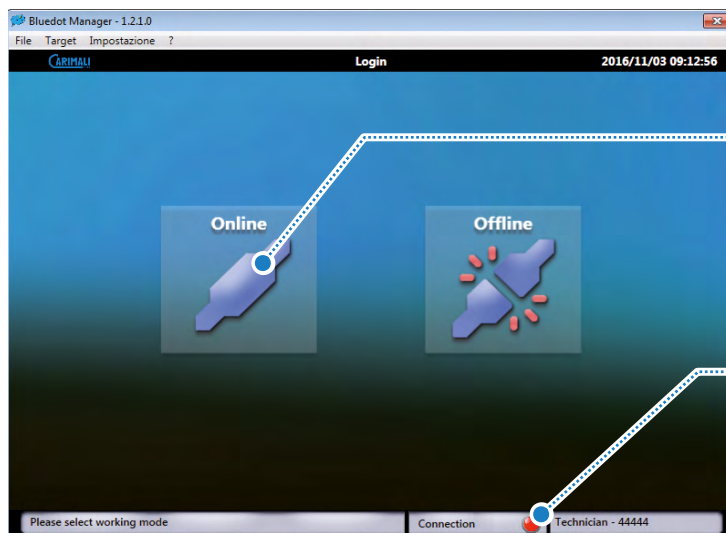 Bluedot Manager - 1.2.1.0
File Target Impostazione ?
CARIMALI Login 2016/11/03 09:12:56
Online Offline
Please select working mode Connection Technician - 44444